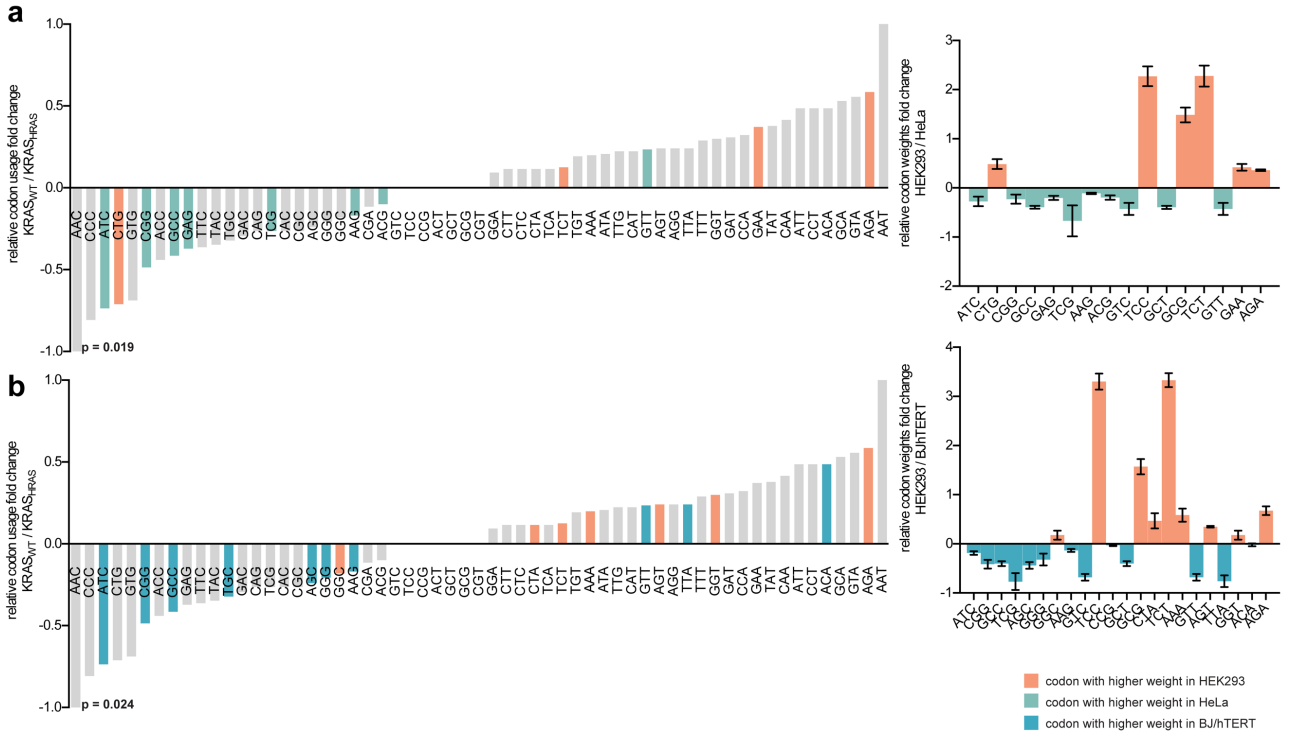 a
relative codon usage fold change
KRASWT / KRASHRAS
1.0
0.5
0.0
-0.5
-1.0
AAC CCC ATC CTG GTG CGG ACC GCC GAG TTC TAC TGC GAC CAG TCG CAC CGC AGC GGG GGC AAG CGA ACG GTC TCC CCG ACT GCT GCG CGT GGA CTT CTC CTA TCA TCT TGT AAA ATA TTG CAT GTT AGT AGG TTA TTT GGT GAT CCA GAA TAT CAA ATT CCT ACA GCA GTA AGA AAT
p = 0.019
relative codon weights fold change
HEK293 / HeLa
3
2
1
0
-1
-2
ATC CTG CGG GCC GAG TCG AAG ACG GTC TCC GCT GCG TCT GTT GAA AGA
b
relative codon usage fold change
KRASWT / KRASHRAS
1.0
0.5
0.0
-0.5
-1.0
AAC CCC ATC CTG GTG CGG ACC GCC GAG TTC TAC TGC GAC CAG TCG CAC CGC AGC GGG GGC AAG CGA ACG GTC TCC CCG ACT GCT GCG CGT GGA CTT CTC CTA TCA TCT TGT AAA ATA TTG CAT GTT AGT AGG TTA TTT GGT GAT CCA GAA TAT CAA ATT CCT ACA GCA GTA AGA AAT
p = 0.024
relative codon weights fold change
HEK293 / BJhTERT
4
3
2
1
0
-1
ATC CGG GCC TCG AGC GGG GGC AAG GTC TCC CCG GCT GCG CTA TCT AAA GTT AGT TTA GGT ACA AGA
codon with higher weight in HEK293
codon with higher weight in HeLa
codon with higher weight in BJ/hTERT